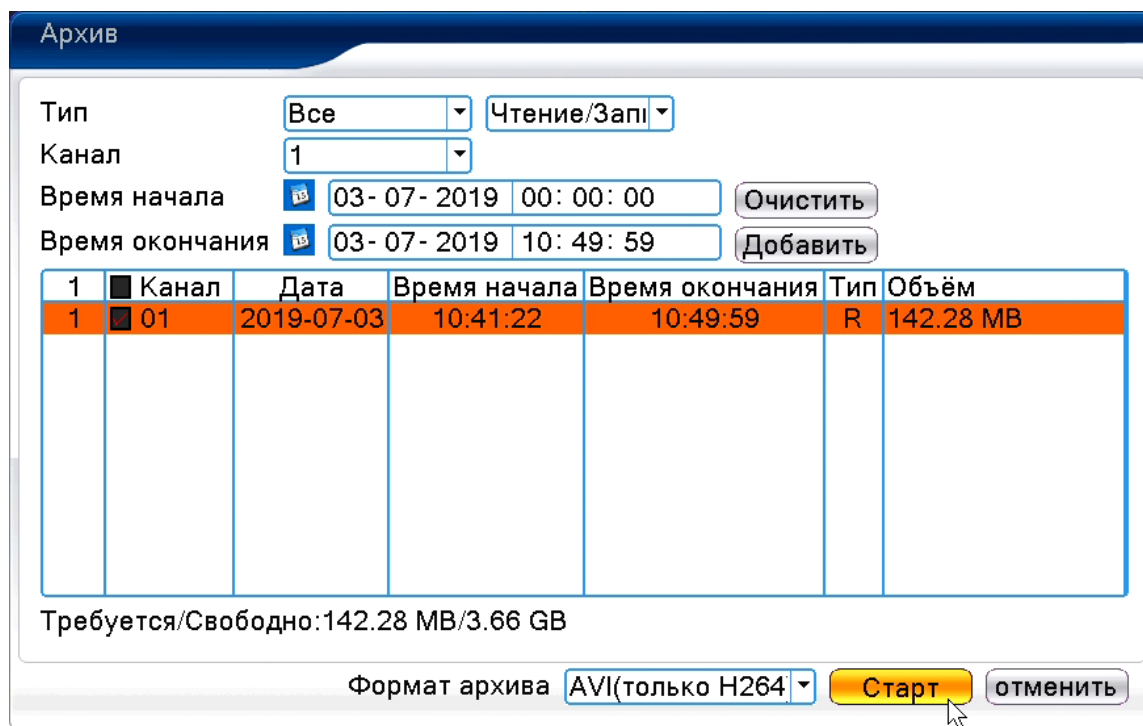 Архив
Тип Все Чтение/Запи
Канал 1
Время начала 15 03-07-2019 00:00:00 Очистить
Время окончания 15 03-07-2019 10:49:59 Добавить
1 Канал Дата Время начала Время окончания Тип Объём
1 01 2019-07-03 10:41:22 10:49:59 R 142.28 MB
Требуется/Свободно:142.28 MB/3.66 GB
Формат архива AVI(только H264 Старт отменить